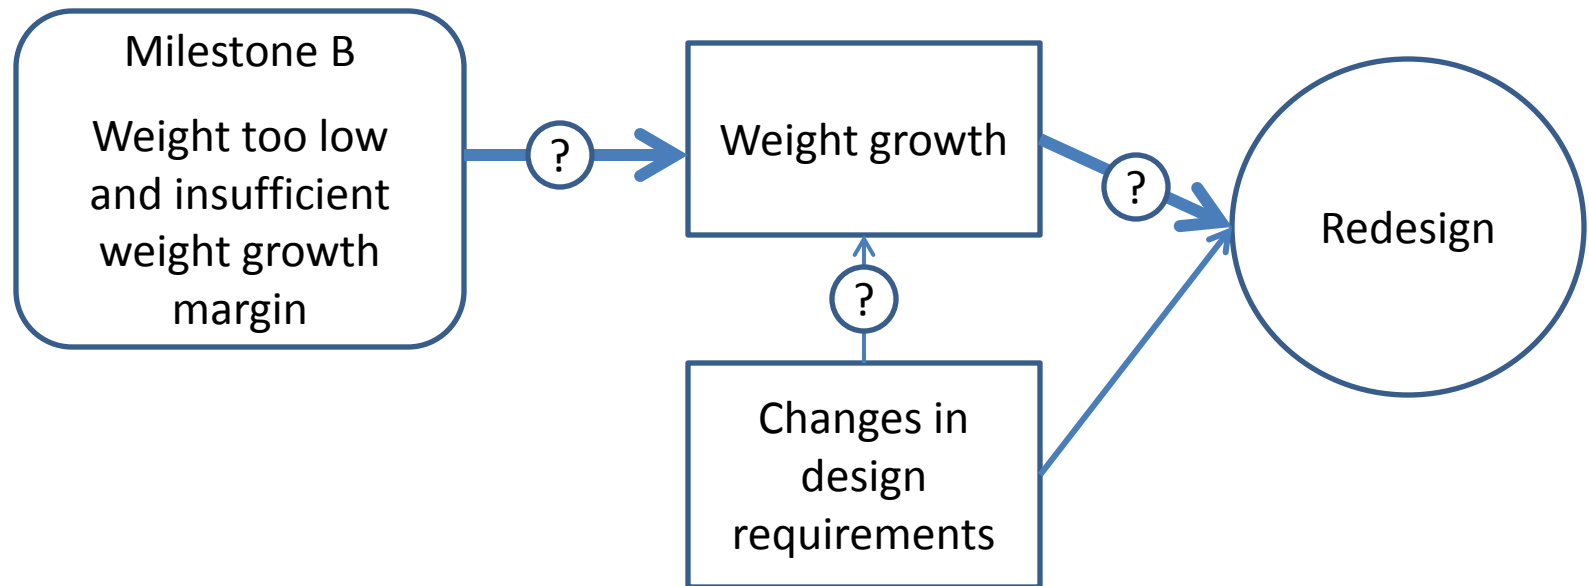 Milestone B
Weight too low
and insufficient
weight growth
margin
?
Weight growth
?
Redesign
?
Changes in
design
requirements